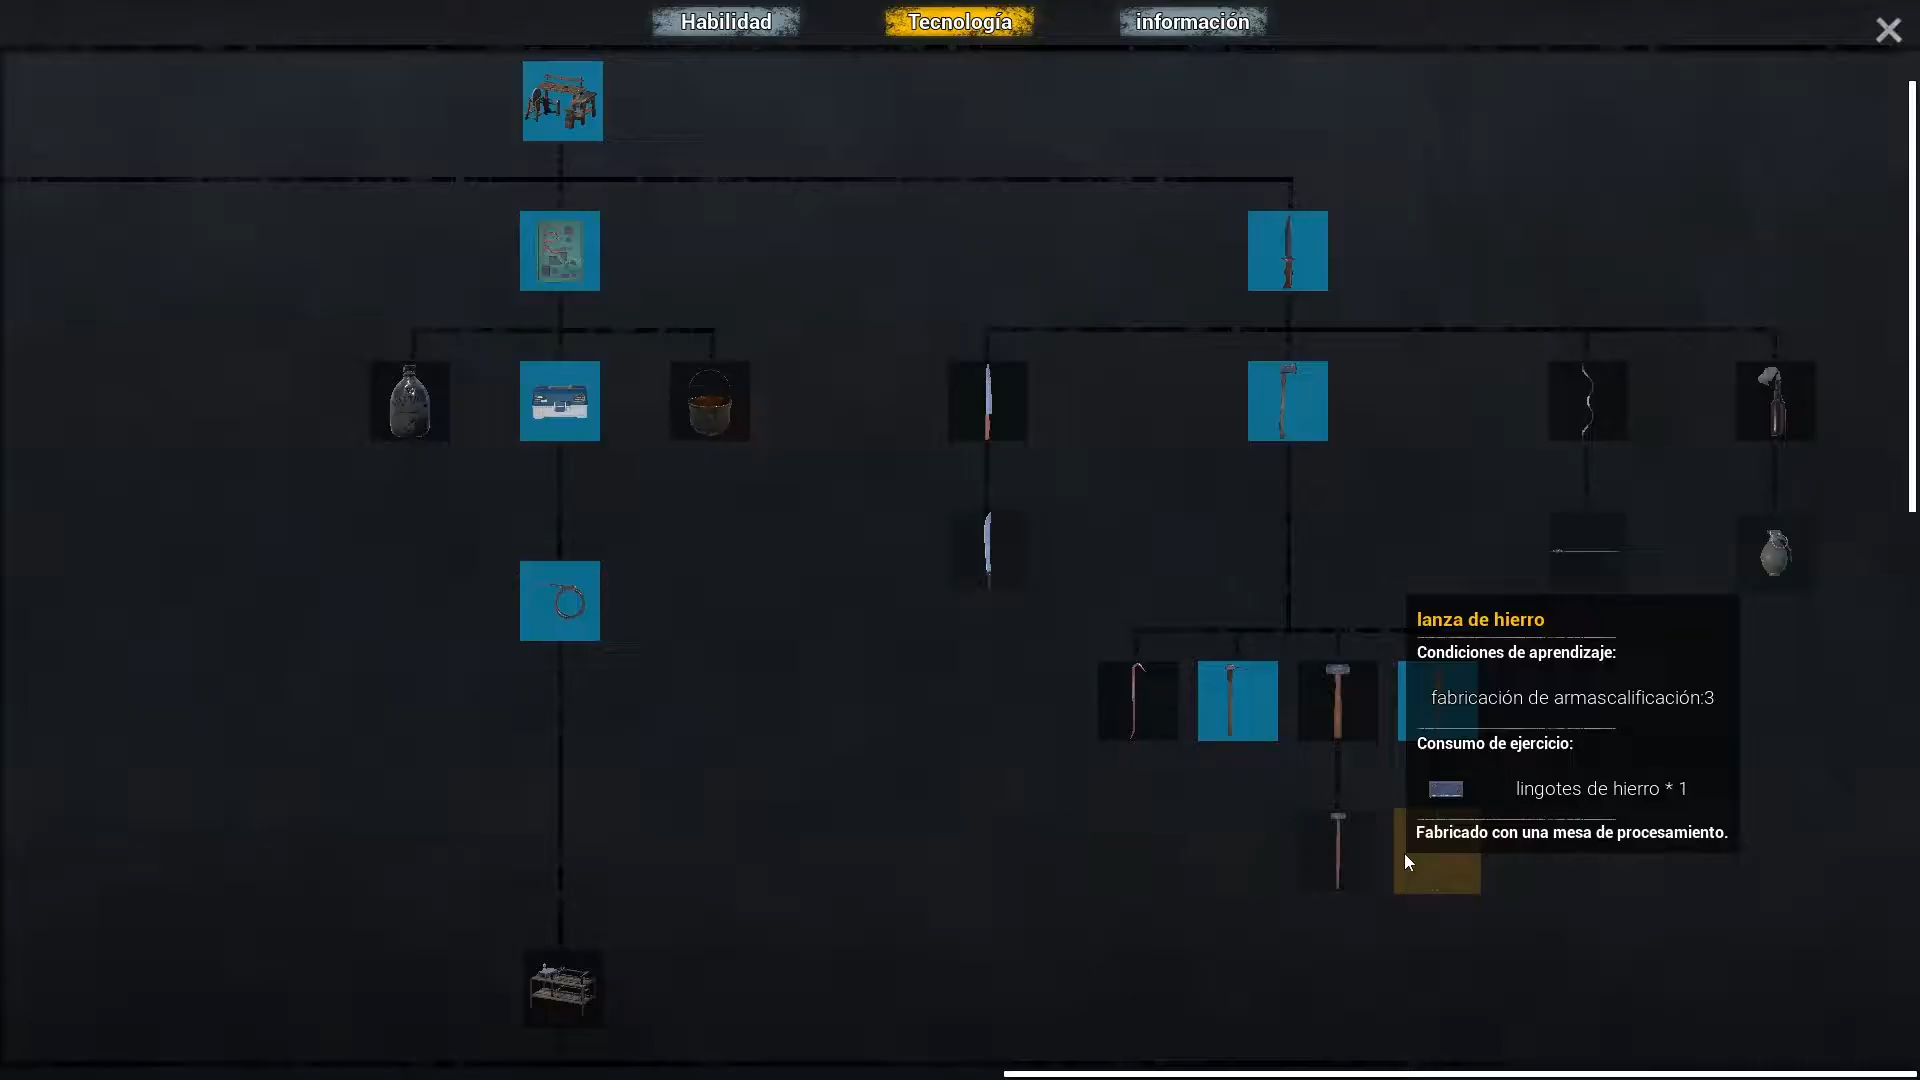 Habilidad
Tecnología
información
lanza de hierro
Condiciones de aprendizaje:
fabricación de armascalificación:3
Consumo de ejercicio:
lingotes de hierro * 1
Fabricado con una mesa de procesamiento.